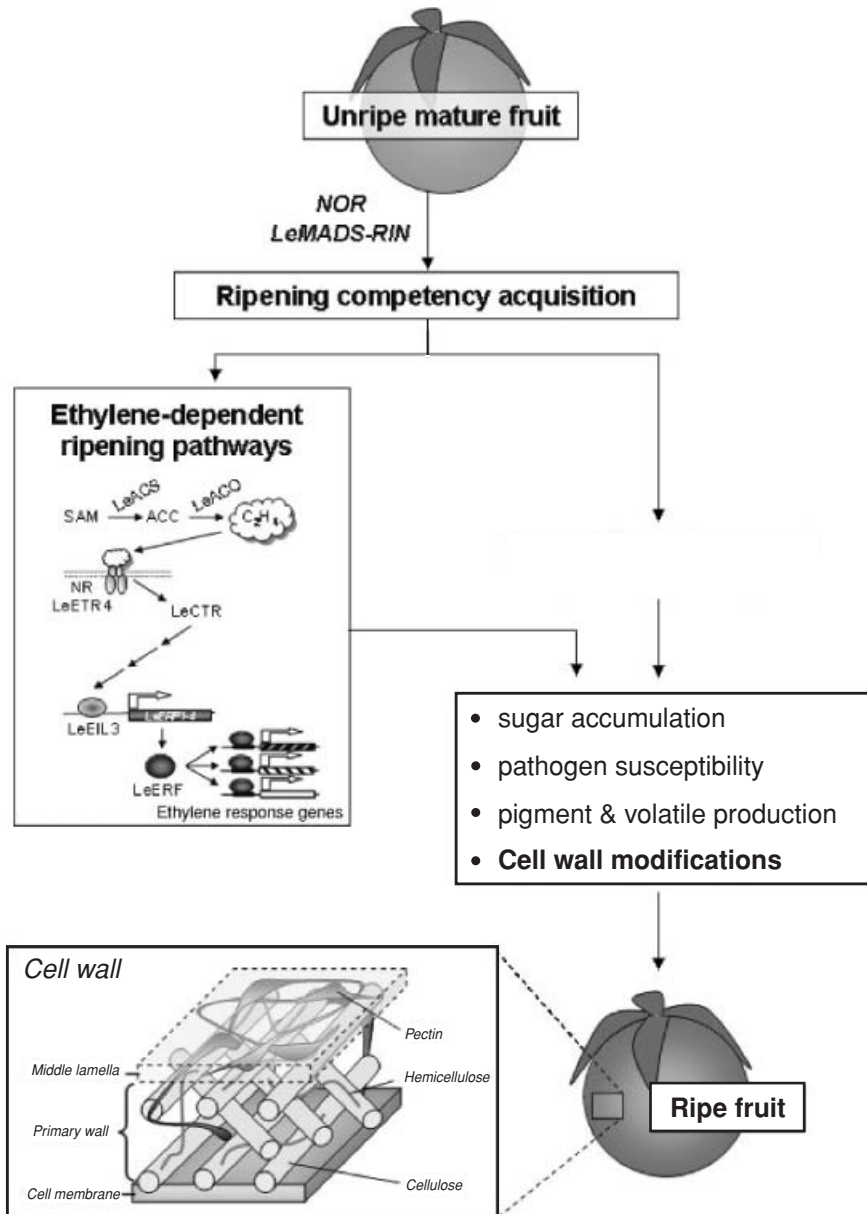 Unripe mature fruit
NOR
LeMADS-RIN
Ripening competency acquisition
Ethylene-dependent
ripening pathways
LeACS
LeACO
SAM
ACC
C₂H₄
NR
LeETR4
LeCTR
LeEIL3
LeERF
Ethylene response genes
• sugar accumulation
• pathogen susceptibility
• pigment & volatile production
• Cell wall modifications
Cell wall
Pectin
Middle lamella
Hemicellulose
Primary wall
Cellulose
Cell membrane
Ripe fruit